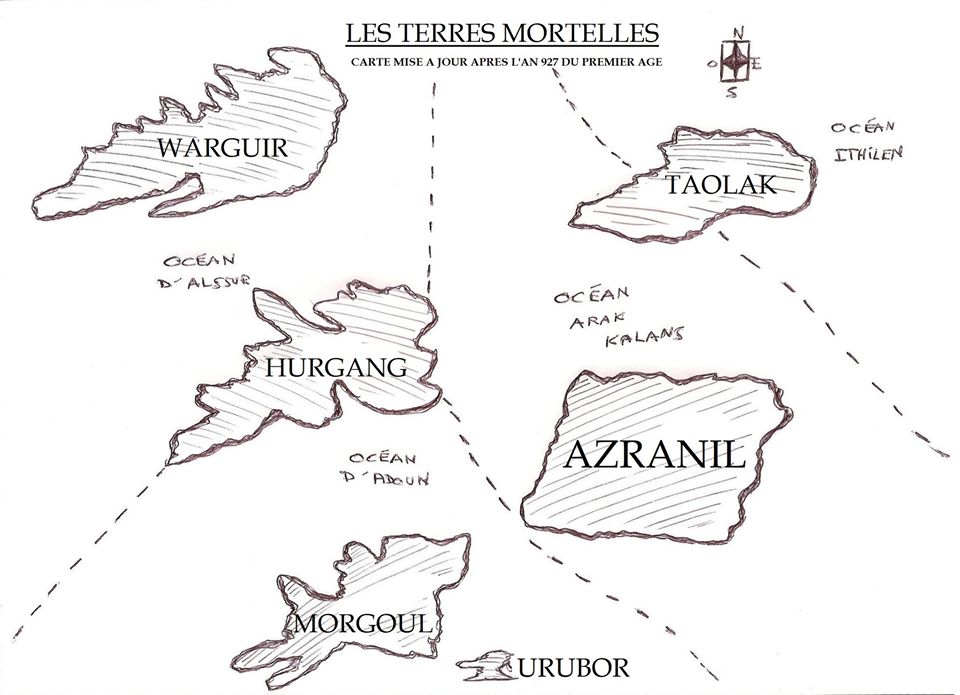 LES TERRES MORTELLES
CARTE MISE A JOUR APRES L'AN 927 DU PREMIER AGE
N
O E
S
WARGUIR
TAOLAK
OCÉAN
ITHILEN
OCÉAN
D'ALSSUR
OCÉAN
ARAK
KALANS
HURGANG
AZRANIL
OCÉAN
D'ADOUN
MORGOUL
URUBOR